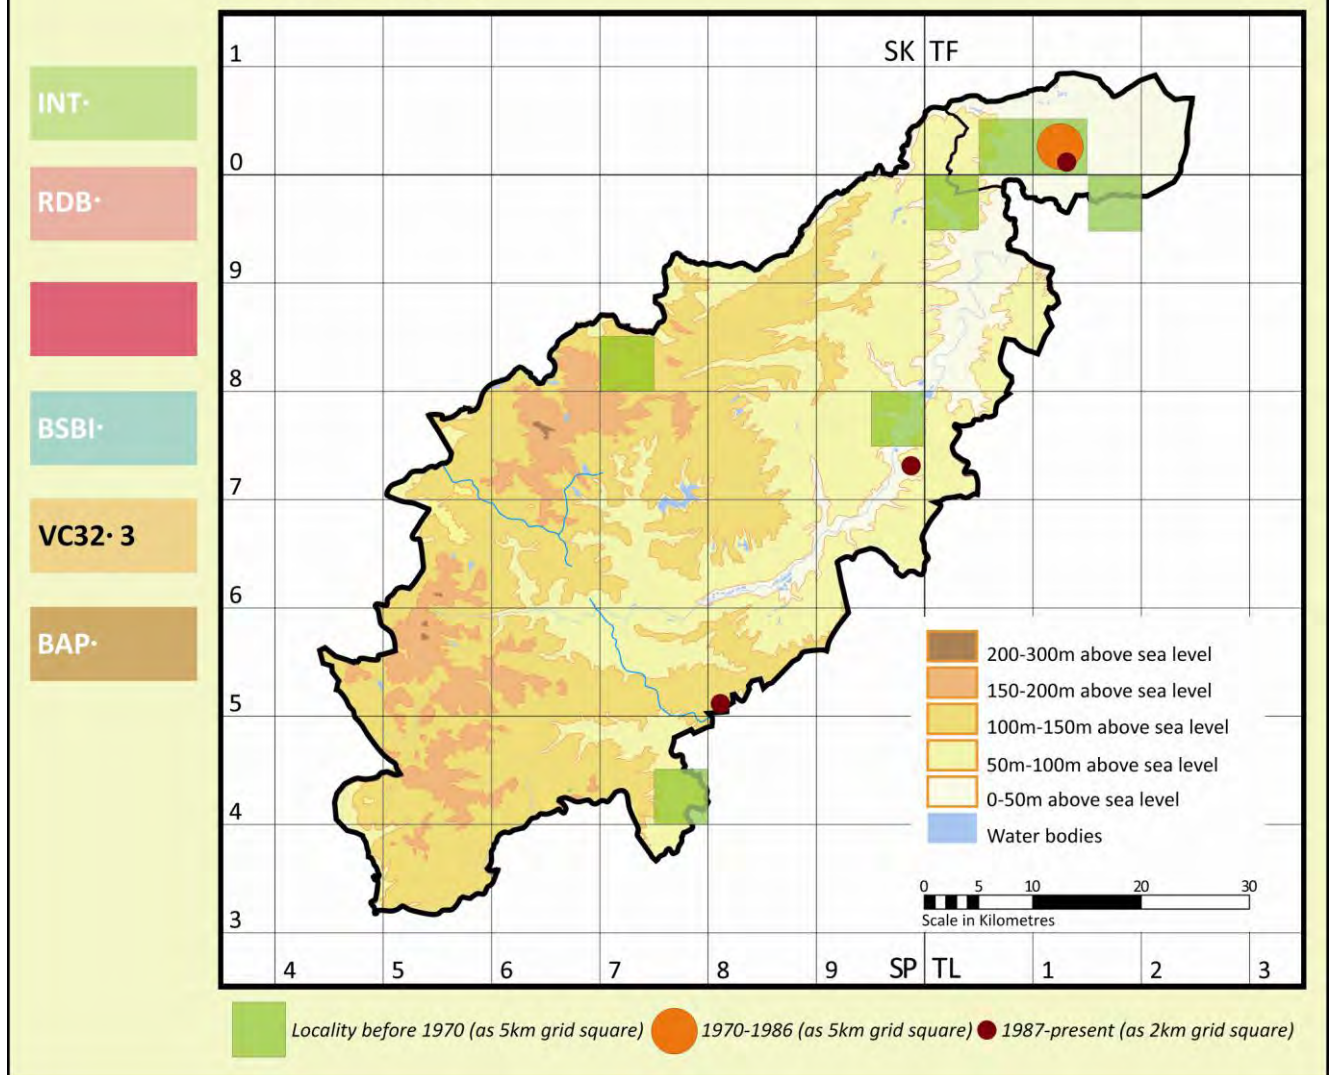 INT·
RDB·
BSBI·
VC32· 3
BAP·
SK TF
1
0
9
8
7
6
5
4
3
4 5 6 7 8 9 SP TL 1 2 3
200-300m above sea level
150-200m above sea level
100m-150m above sea level
50m-100m above sea level
0-50m above sea level
Water bodies
0 5 10 20 30
Scale in Kilometres
Locality before 1970 (as 5km grid square) 1970-1986 (as 5km grid square) 1987-present (as 2km grid square)